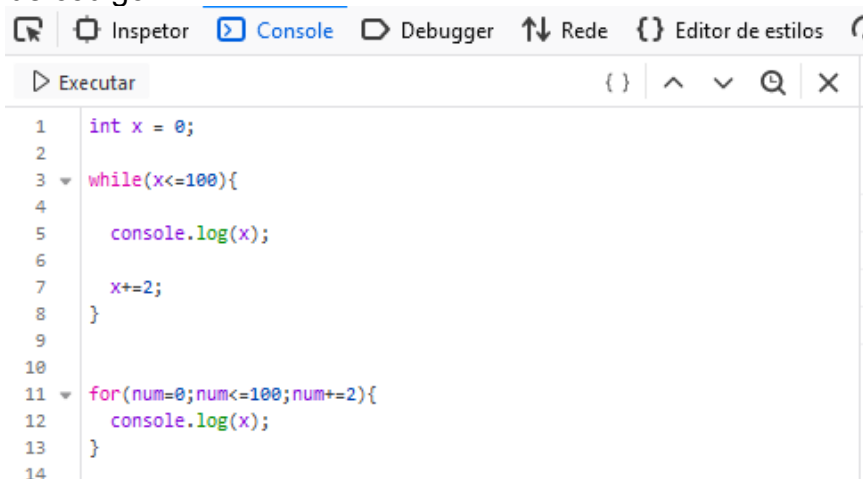 Inspetor Console Debugger Rede {} Editor de estilos
Executar { }
1 int x = 0;
2
3 while(x<=100){
4
5 console.log(x);
6
7 x+=2;
8 }
9
10
11 for(num=0;num<=100;num+=2){
12 console.log(x);
13 }
14